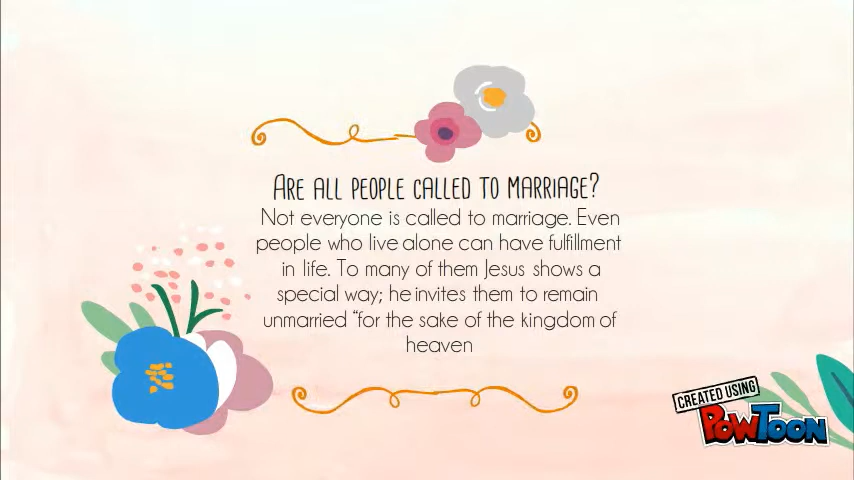 ARE ALL PEOPLE CALLED TO MARRIAGE?
Not everyone is called to marriage. Even
people who live alone can have fulfillment
in life. To many of them Jesus shows a
special way; he invites them to remain
unmarried “for the sake of the kingdom of
heaven
CREATED USING
POWTOON